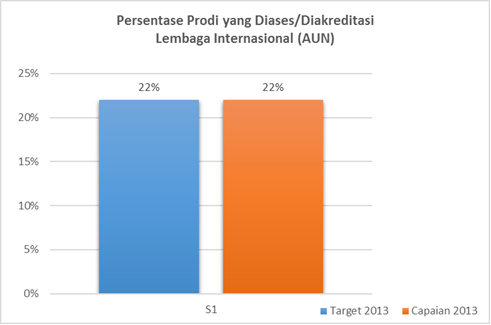 Persentase Prodi yang Diases/Diakreditasi
Lembaga Internasional (AUN)
25%
22%
22%
20%
15%
10%
5%
0%
S1
Target 2013
Capaian 2013